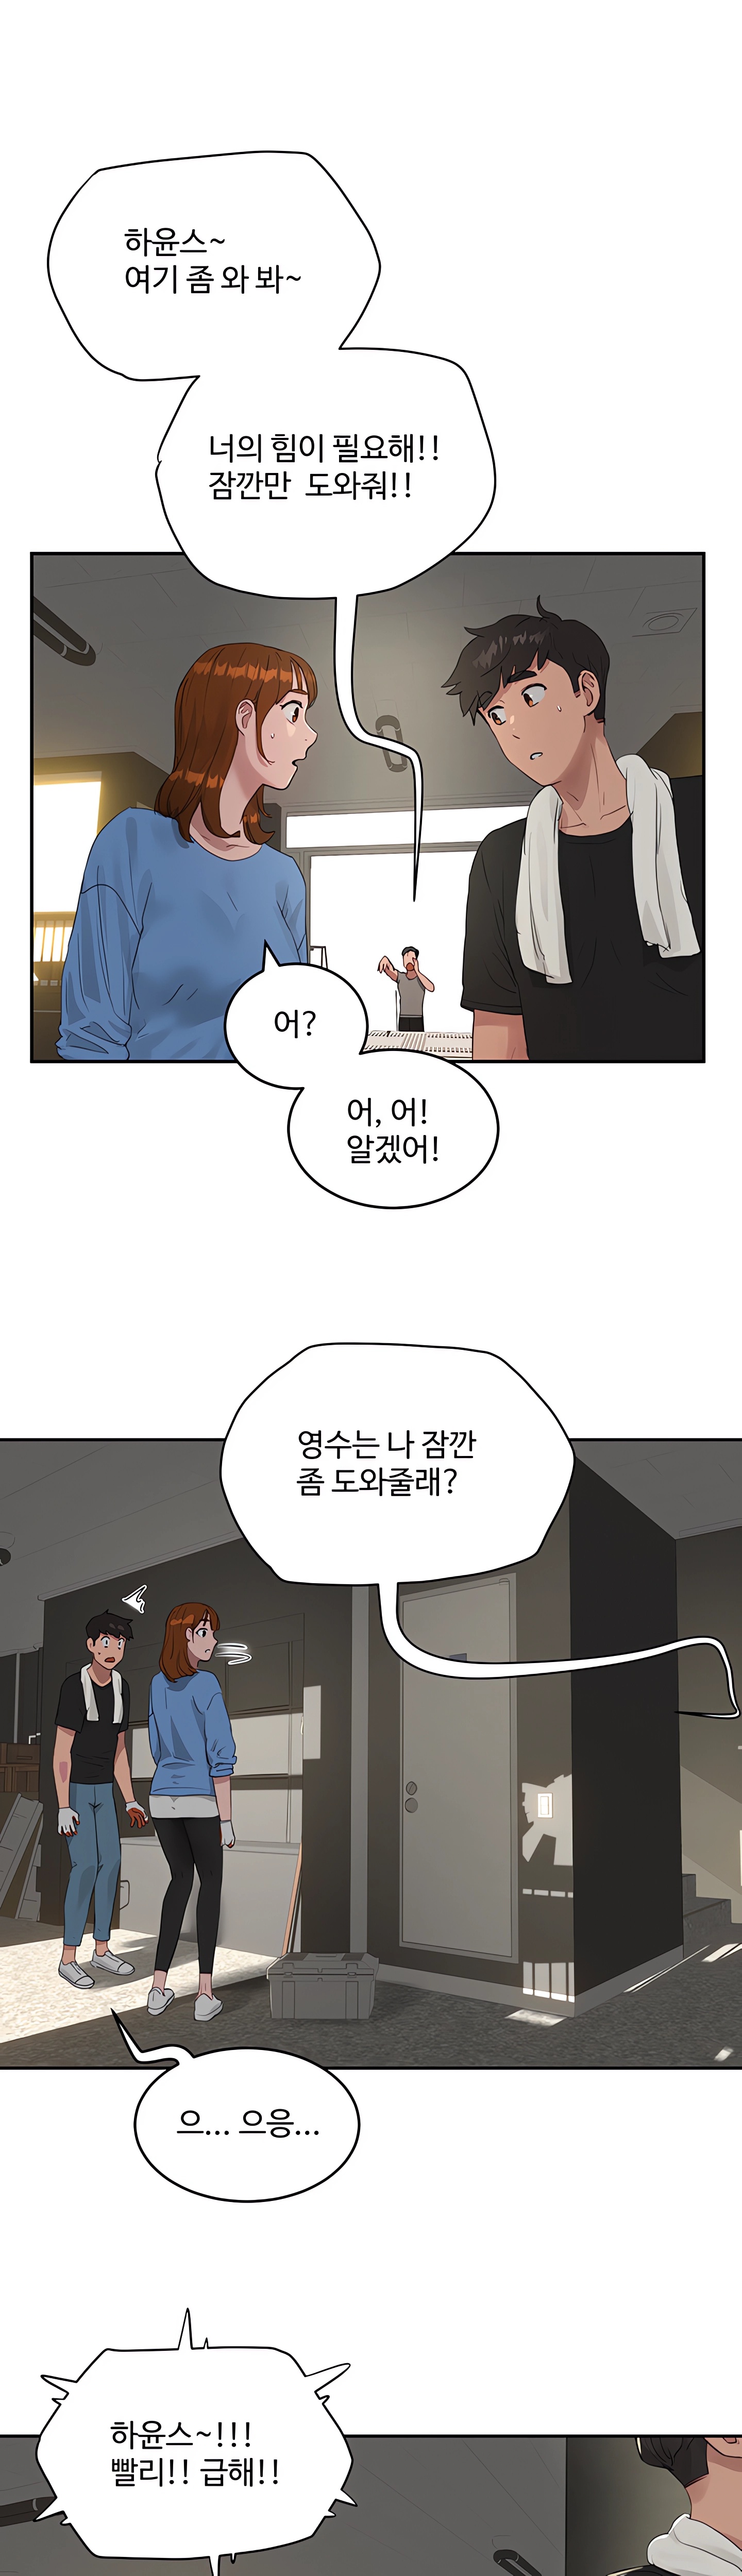 하윤스~
여기 좀 와 봐~
너의 힘이 필요해!!
잠깐만 도와줘!!
어?
어, 어!
알겠어!
영수는 나 잠깐
좀 도와줄래?
으... 으응...
하윤스~!!!
빨리!! 급해!!